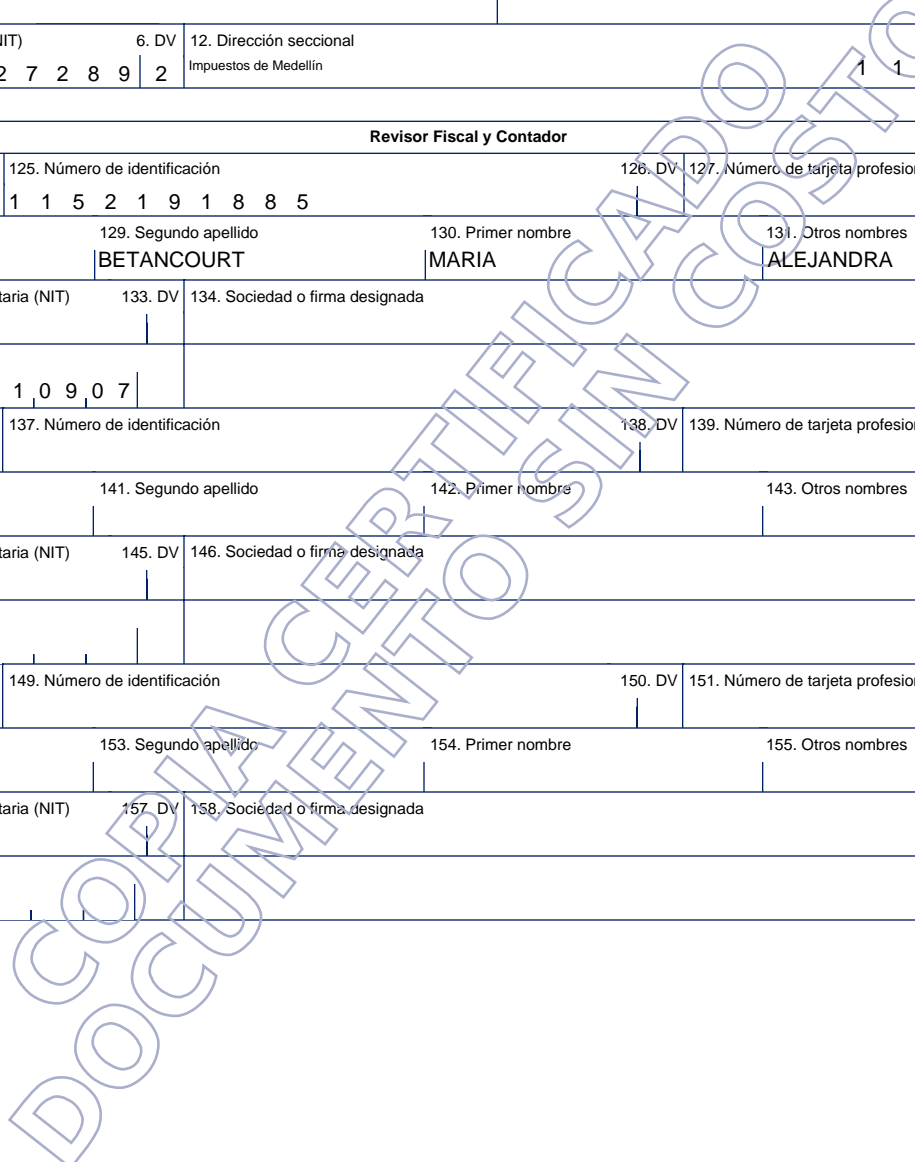 NIT) 6. DV 12. Dirección seccional
2 7 2 8 9 2 Impuestos de Medellín 1 1
Revisor Fiscal y Contador
125. Número de identificación 126. DV 127. Número de tarjeta profesion
1 1 5 2 1 9 1 8 8 5
129. Segundo apellido 130. Primer nombre 131. Otros nombres
BETANCOURT MARIA ALEJANDRA
taria (NIT) 133. DV 134. Sociedad o firma designada
1 0 9 0 7
137. Número de identificación 138. DV 139. Número de tarjeta profesion
141. Segundo apellido 142. Primer nombre 143. Otros nombres
taria (NIT) 145. DV 146. Sociedad o firma designada
149. Número de identificación 150. DV 151. Número de tarjeta profesion
153. Segundo apellido 154. Primer nombre 155. Otros nombres
taria (NIT) 157. DV 158. Sociedad o firma designada
COPIA CERTIFICADO
DOCUMENTO SIN COSTO